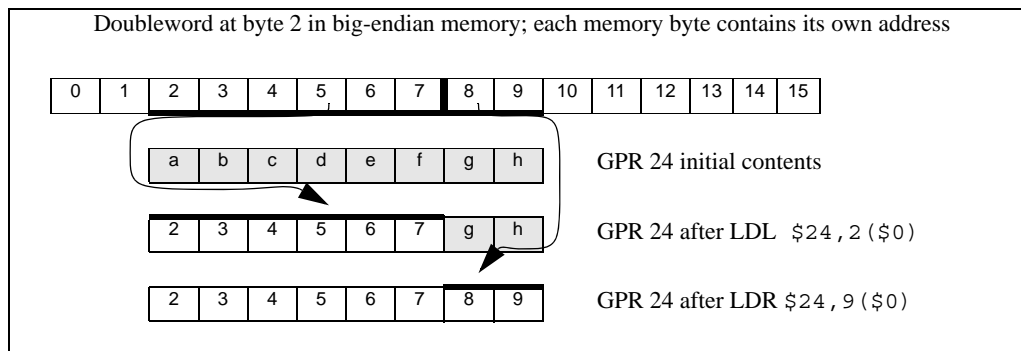 Doubleword at byte 2 in big-endian memory; each memory byte contains its own address
0 1 2 3 4 5 6 7 8 9 10 11 12 13 14 15
a b c d e f g h GPR 24 initial contents
2 3 4 5 6 7 g h GPR 24 after LDL $24,2($0)
2 3 4 5 6 7 8 9 GPR 24 after LDR $24,9($0)